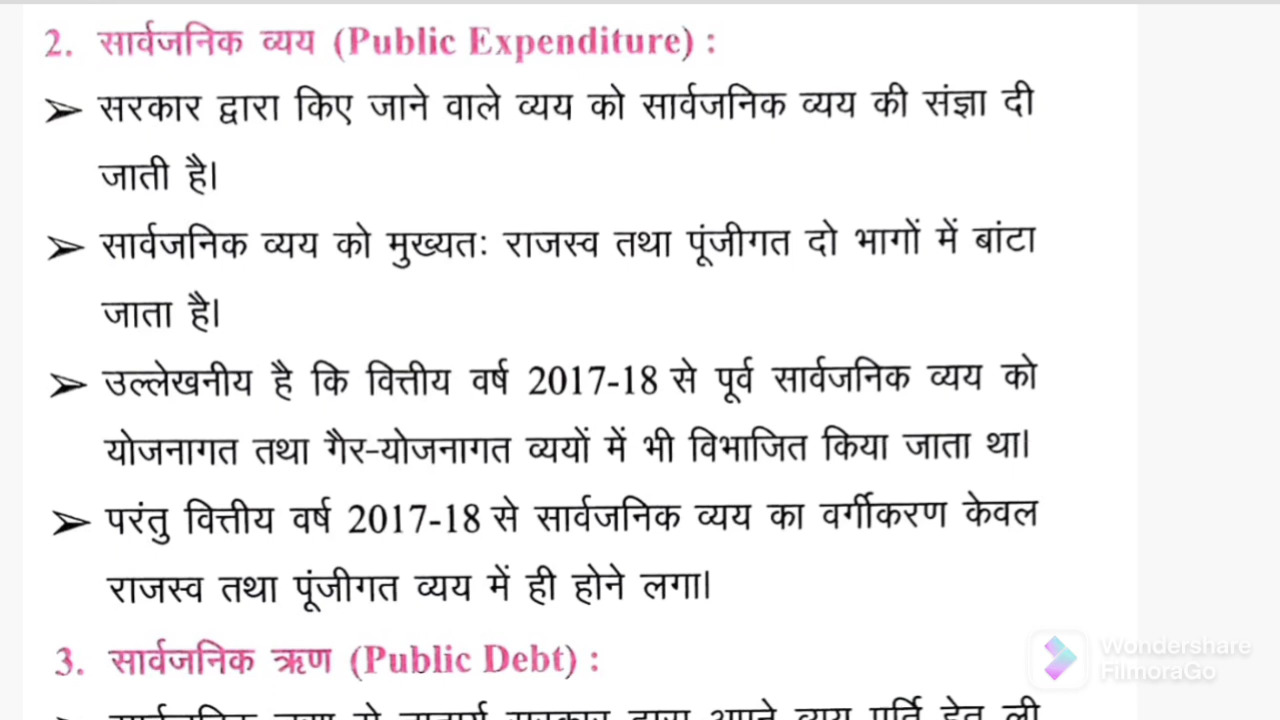 2. सार्वजनिक व्यय (Public Expenditure) :
➢ सरकार द्वारा किए जाने वाले व्यय को सार्वजनिक व्यय की संज्ञा दी
जाती है।
➢ सार्वजनिक व्यय को मुख्यतः राजस्व तथा पूंजीगत दो भागों में बांटा
जाता है।
➢ उल्लेखनीय है कि वित्तीय वर्ष 2017-18 से पूर्व सार्वजनिक व्यय को
योजनागत तथा गैर-योजनागत व्ययों में भी विभाजित किया जाता था।
➢ परंतु वित्तीय वर्ष 2017-18 से सार्वजनिक व्यय का वर्गीकरण केवल
राजस्व तथा पूंजीगत व्यय में ही होने लगा।
3. सार्वजनिक ऋण (Public Debt) :
Wondershare
FilmoraGo